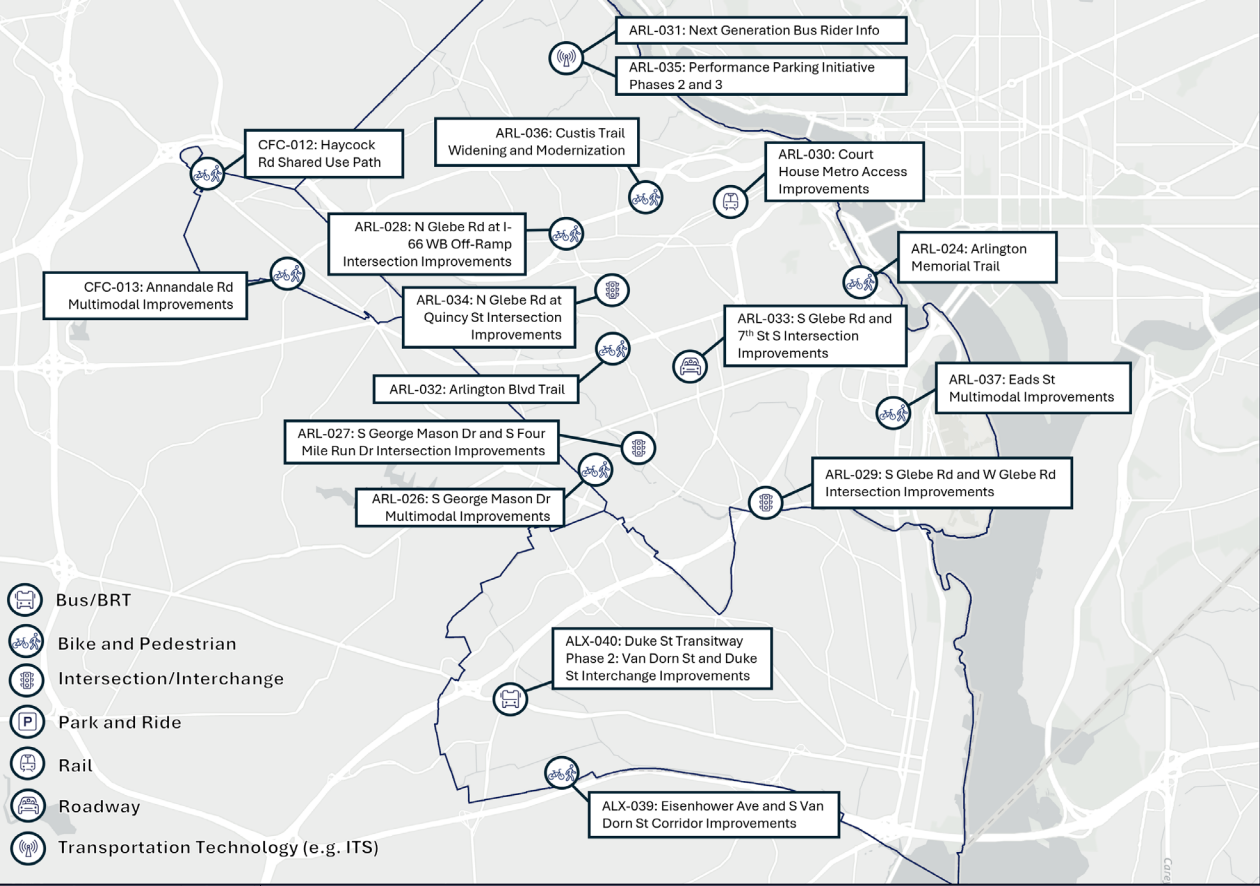 ARL-031: Next Generation Bus Rider Info
ARL-035: Performance Parking Initiative
Phases 2 and 3
ARL-036: Custis Trail
Widening and Modernization
CFC-012: Haycock
Rd Shared Use Path
ARL-030: Court
House Metro Access
Improvements
ARL-028: N Glebe Rd at I-
66 WB Off-Ramp
Intersection Improvements
ARL-024: Arlington
Memorial Trail
CFC-013: Annandale Rd
Multimodal Improvements
ARL-034: N Glebe Rd at
Quincy St Intersection
Improvements
ARL-033: S Glebe Rd and
7th St S Intersection
Improvements
ARL-032: Arlington Blvd Trail
ARL-037: Eads St
Multimodal Improvements
ARL-027: S George Mason Dr and S Four
Mile Run Dr Intersection Improvements
ARL-029: S Glebe Rd and W Glebe Rd
Intersection Improvements
ARL-026: S George Mason Dr
Multimodal Improvements
Bus/BRT
Bike and Pedestrian
Intersection/Interchange
P
Park and Ride
Rail
Roadway
Transportation Technology (e.g. ITS)
ALX-040: Duke St Transitway
Phase 2: Van Dorn St and Duke
St Interchange Improvements
ALX-039: Eisenhower Ave and S Van
Dorn St Corridor Improvements